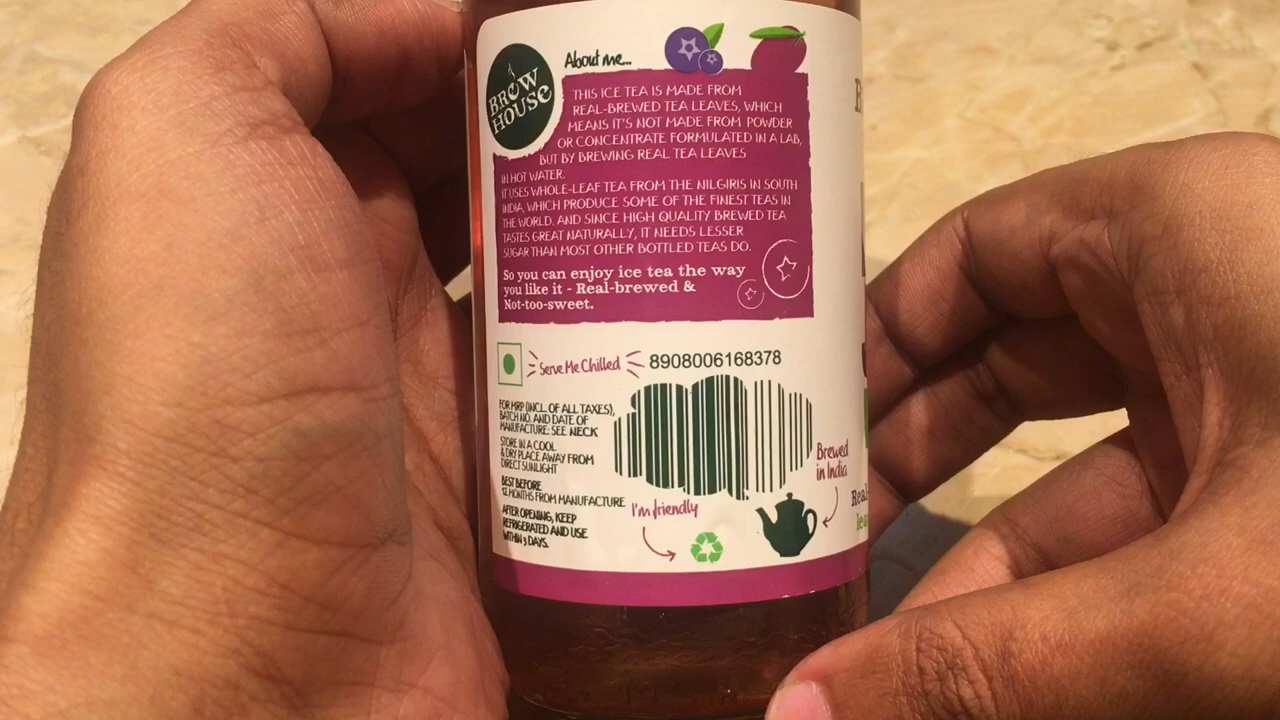 BREW
HOUSE
About me...
THIS ICE TEA IS MADE FROM
REAL-BREWED TEA LEAVES, WHICH
MEANS IT'S NOT MADE FROM POWDER
OR CONCENTRATE FORMULATED IN A LAB,
BUT BY BREWING REAL TEA LEAVES
IN HOT WATER.
IT USES WHOLE-LEAF TEA FROM THE NILGIRIS IN SOUTH
INDIA, WHICH PRODUCE SOME OF THE FINEST TEAS IN
THE WORLD. AND SINCE HIGH QUALITY BREWED TEA
TASTES GREAT NATURALLY, IT NEEDS LESSER
SUGAR THAN MOST OTHER BOTTLED TEAS DO.
So you can enjoy ice tea the way
you like it - Real-brewed &
Not-too-sweet.
Serve Me Chilled
8908006168378
FOR MRP (INCL. OF ALL TAXES),
BATCH NO. AND DATE OF
MANUFACTURE: SEE NECK
STORE IN A COOL
& DRY PLACE AWAY FROM
DIRECT SUNLIGHT
BEST BEFORE
12 MONTHS FROM MANUFACTURE
AFTER OPENING, KEEP
REFRIGERATED AND USE
WITHIN 3 DAYS.
I'm friendly
Brewed
in India